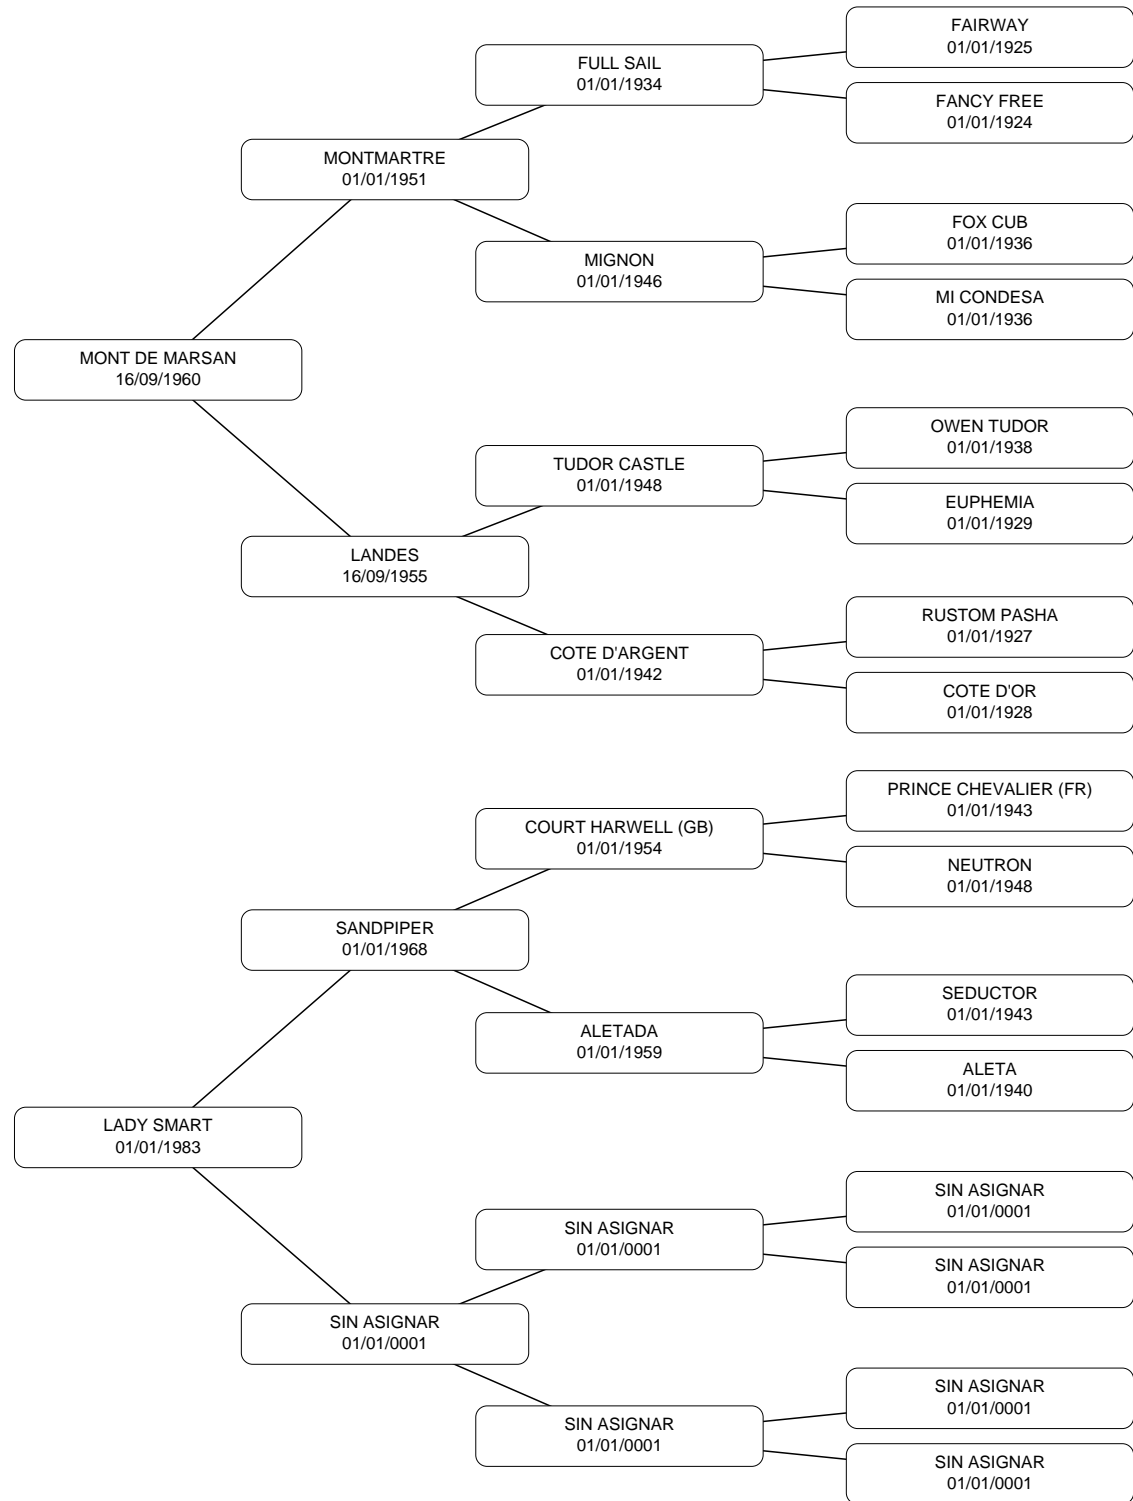 FAIRWAY
01/01/1925
FULL SAIL
01/01/1934
FANCY FREE
01/01/1924
MONTMARTRE
01/01/1951
FOX CUB
01/01/1936
MIGNON
01/01/1946
MI CONDESA
01/01/1936
MONT DE MARSAN
16/09/1960
OWEN TUDOR
01/01/1938
TUDOR CASTLE
01/01/1948
EUPHEMIA
01/01/1929
LANDES
16/09/1955
RUSTOM PASHA
01/01/1927
COTE D'ARGENT
01/01/1942
COTE D'OR
01/01/1928
PRINCE CHEVALIER (FR)
01/01/1943
COURT HARWELL (GB)
01/01/1954
NEUTRON
01/01/1948
SANDPIPER
01/01/1968
SEDUCTOR
01/01/1943
ALETADA
01/01/1959
ALETA
01/01/1940
LADY SMART
01/01/1983
SIN ASIGNAR
01/01/0001
SIN ASIGNAR
01/01/0001
SIN ASIGNAR
01/01/0001
SIN ASIGNAR
01/01/0001
SIN ASIGNAR
01/01/0001
SIN ASIGNAR
01/01/0001
SIN ASIGNAR
01/01/0001